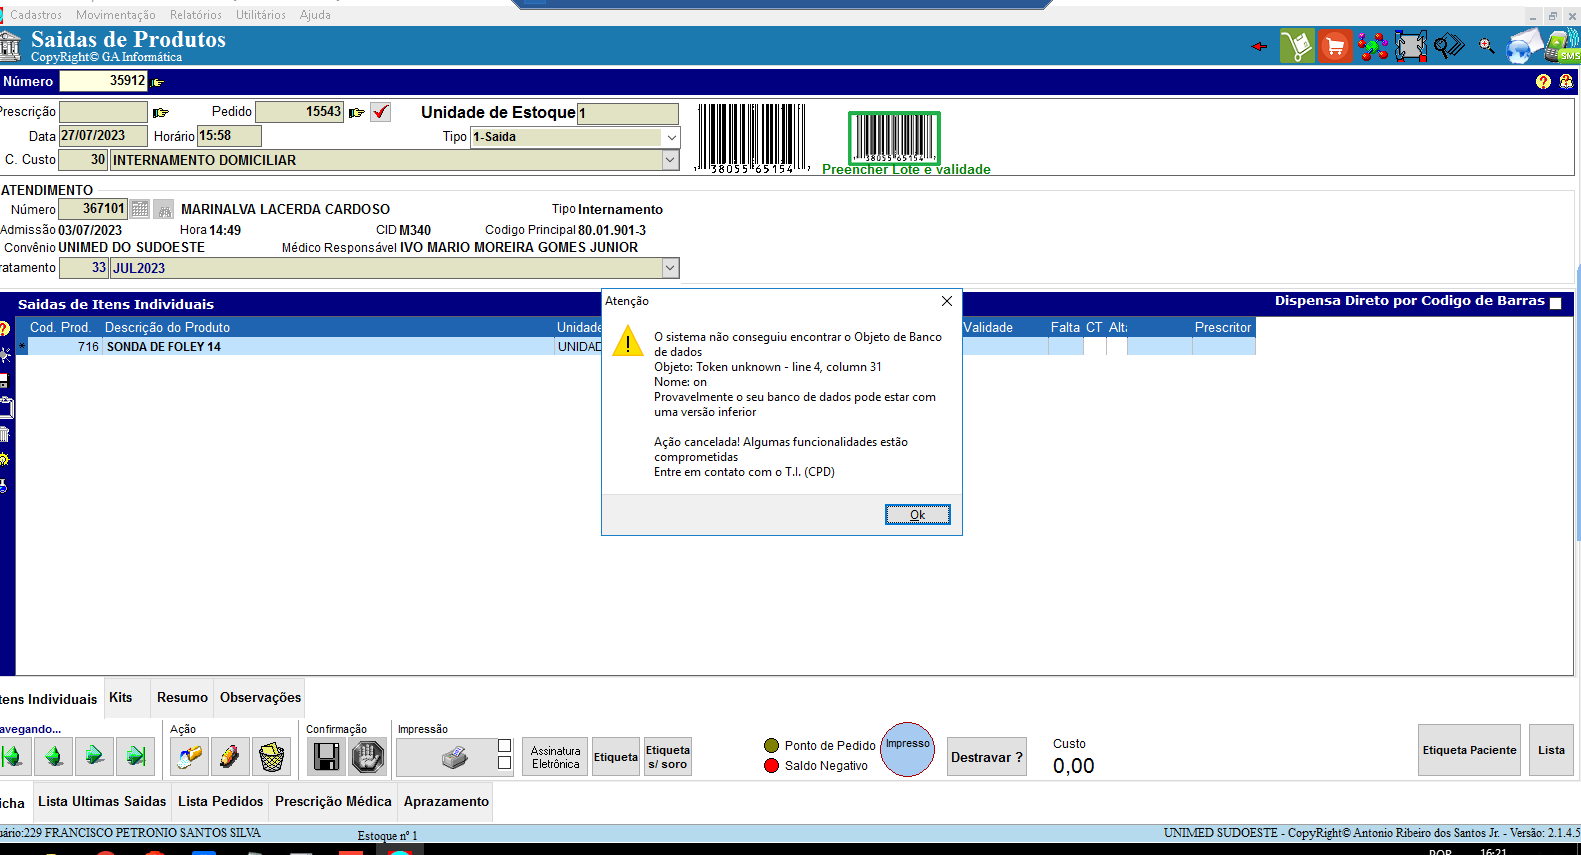 Cadastros Movimentação Relatórios Utilitários Ajuda
Saidas de Produtos
CopyRight© GA Informática
SMS
Número 35912
Prescrição Pedido 15543 Unidade de Estoque 1
Data 27/07/2023 Horário 15:58 Tipo 1-Saida
C. Custo 30 INTERNAMENTO DOMICILIAR
138055"65154"7
138055"65154"7
Preencher Lote e validade
ATENDIMENTO
Número 367101 MARINALVA LACERDA CARDOSO Tipo Internamento
Admissão 03/07/2023 Hora 14:49 CID M340 Codigo Principal 80.01.901-3
Convênio UNIMED DO SUDOESTE Médico Responsável IVO MARIO MOREIRA GOMES JUNIOR
ratamento 33 JUL2023
Saidas de Itens Individuais Dispensa Direto por Codigo de Barras
Cod. Prod. Descrição do Produto Unidade Validade Falta CT Alta Prescritor
* 716 SONDA DE FOLEY 14 UNIDAD
Atenção
O sistema não conseguiu encontrar o Objeto de Banco
de dados
Objeto: Token unknown - line 4, column 31
Nome: on
Provavelmente o seu banco de dados pode estar com
uma versão inferior
Ação cancelada! Algumas funcionalidades estão
comprometidas
Entre em contato com o T.I. (CPD)
Ok
tens Individuais Kits Resumo Observações
avegando... Ação Confirmação Impressão
Assinatura
Eletrônica
Etiqueta
Etiqueta
s/ soro
Ponto de Pedido
Saldo Negativo
Impresso
Destravar ?
Custo
0,00
Etiqueta Paciente
Lista
icha Lista Ultimas Saidas Lista Pedidos Prescrição Médica Aprazamento
uário:229 FRANCISCO PETRONIO SANTOS SILVA Estoque nº 1 UNIMED SUDOESTE - CopyRight© Antonio Ribeiro dos Santos Jr. - Versão: 2.1.4.5
POR 16:21